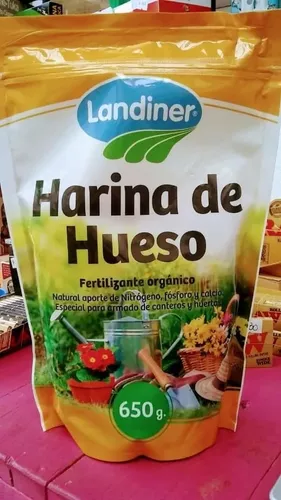 Landiner®
Harina de
Hueso
Fertilizante orgánico
Natural aporte de Nitrógeno, fósforo y calcio.
Especial para armado de canteros y huertas
650 g.